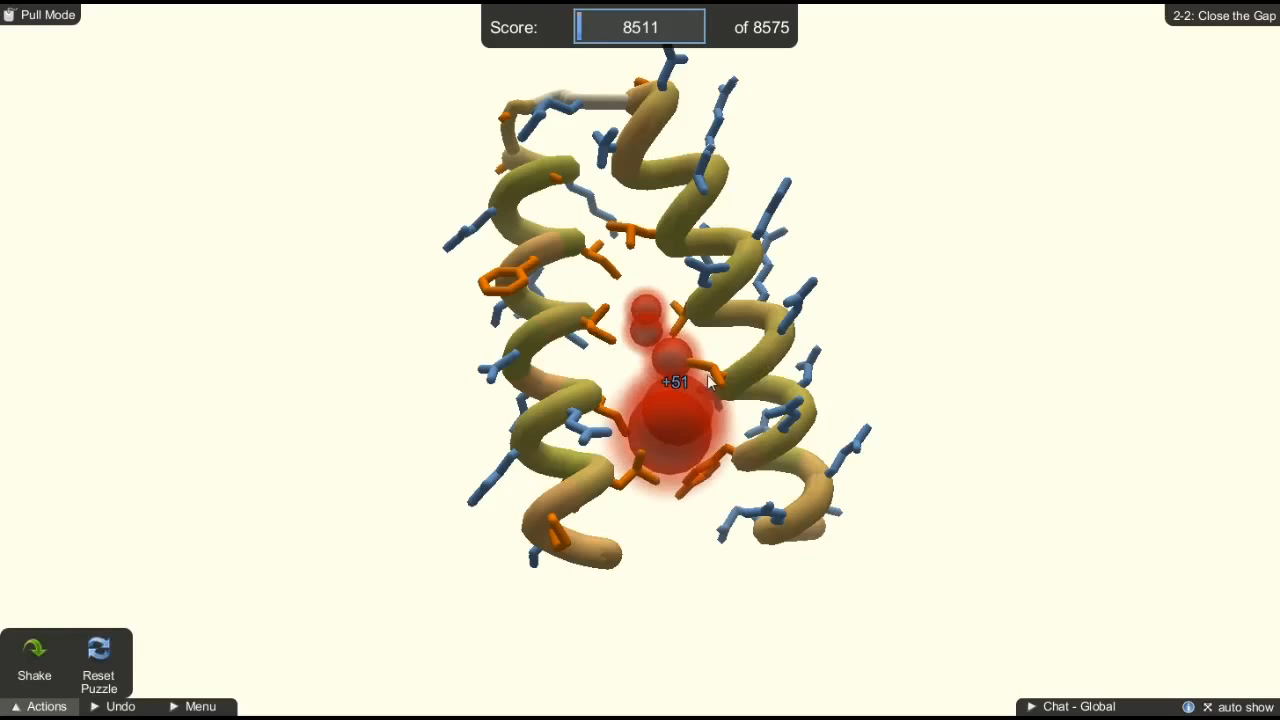 Pull Mode
Score: 8511 of 8575
2-2: Close the Gap
+51
Shake
Reset
Puzzle
Actions
Undo
Menu
Chat - Global
auto show